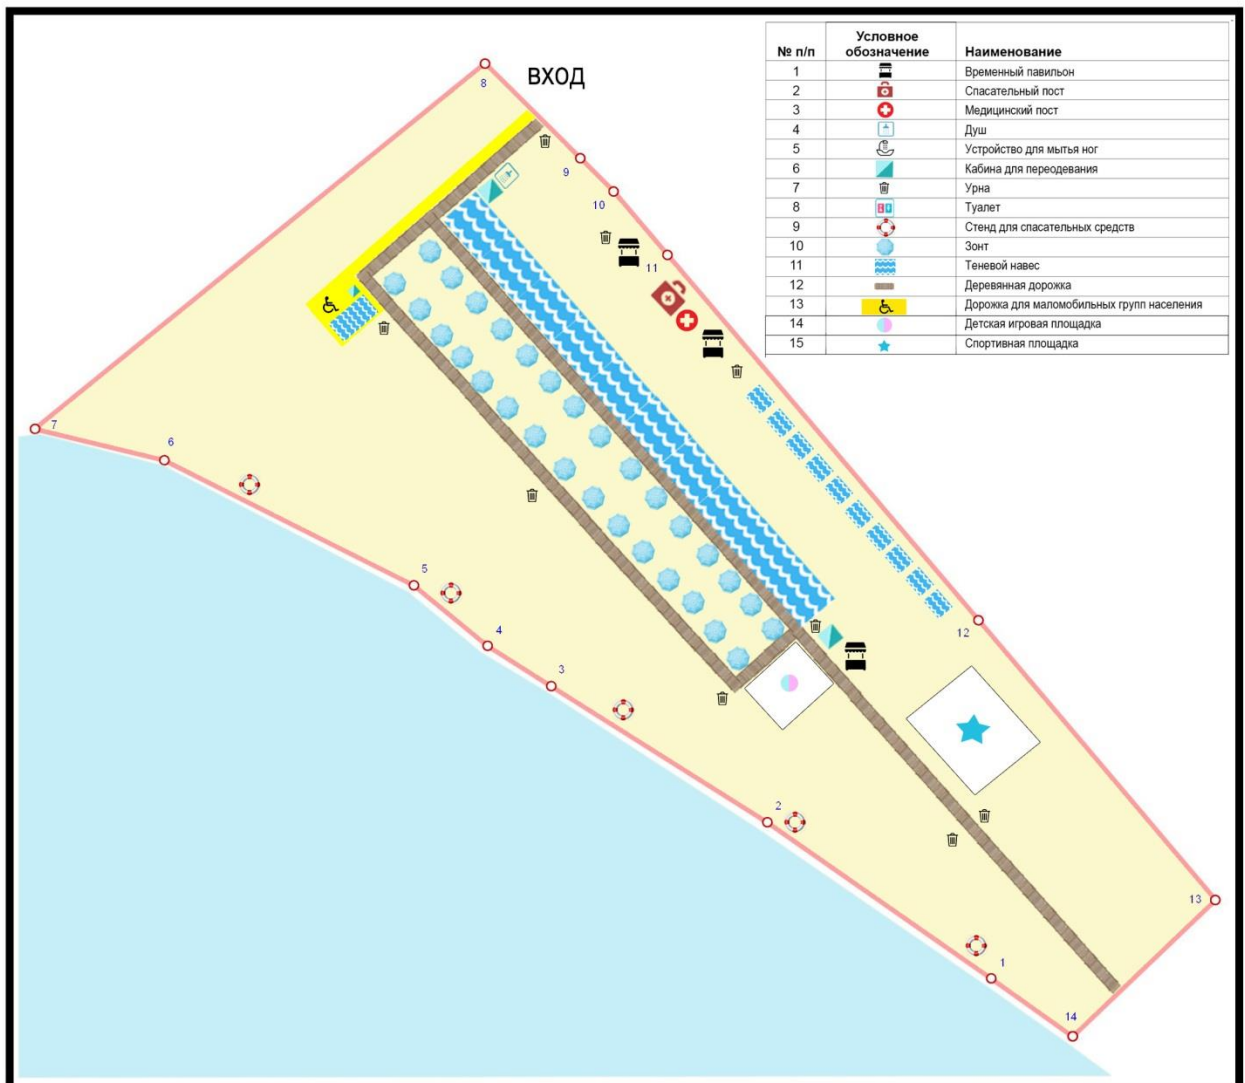 ВХОД
№ п/п Условное обозначение Наименование
1 Временный павильон
2 Спасательный пост
3 Медицинский пост
4 Душ
5 Устройство для мытья ног
6 Кабина для переодевания
7 Урна
8 Туалет
9 Стенд для спасательных средств
10 Зонт
11 Теневой навес
12 Деревянная дорожка
13 Дорожка для маломобильных групп населения
14 Детская игровая площадка
15 Спортивная площадка
8
9
10
11
7
6
5
4
12
3
2
13
1
14